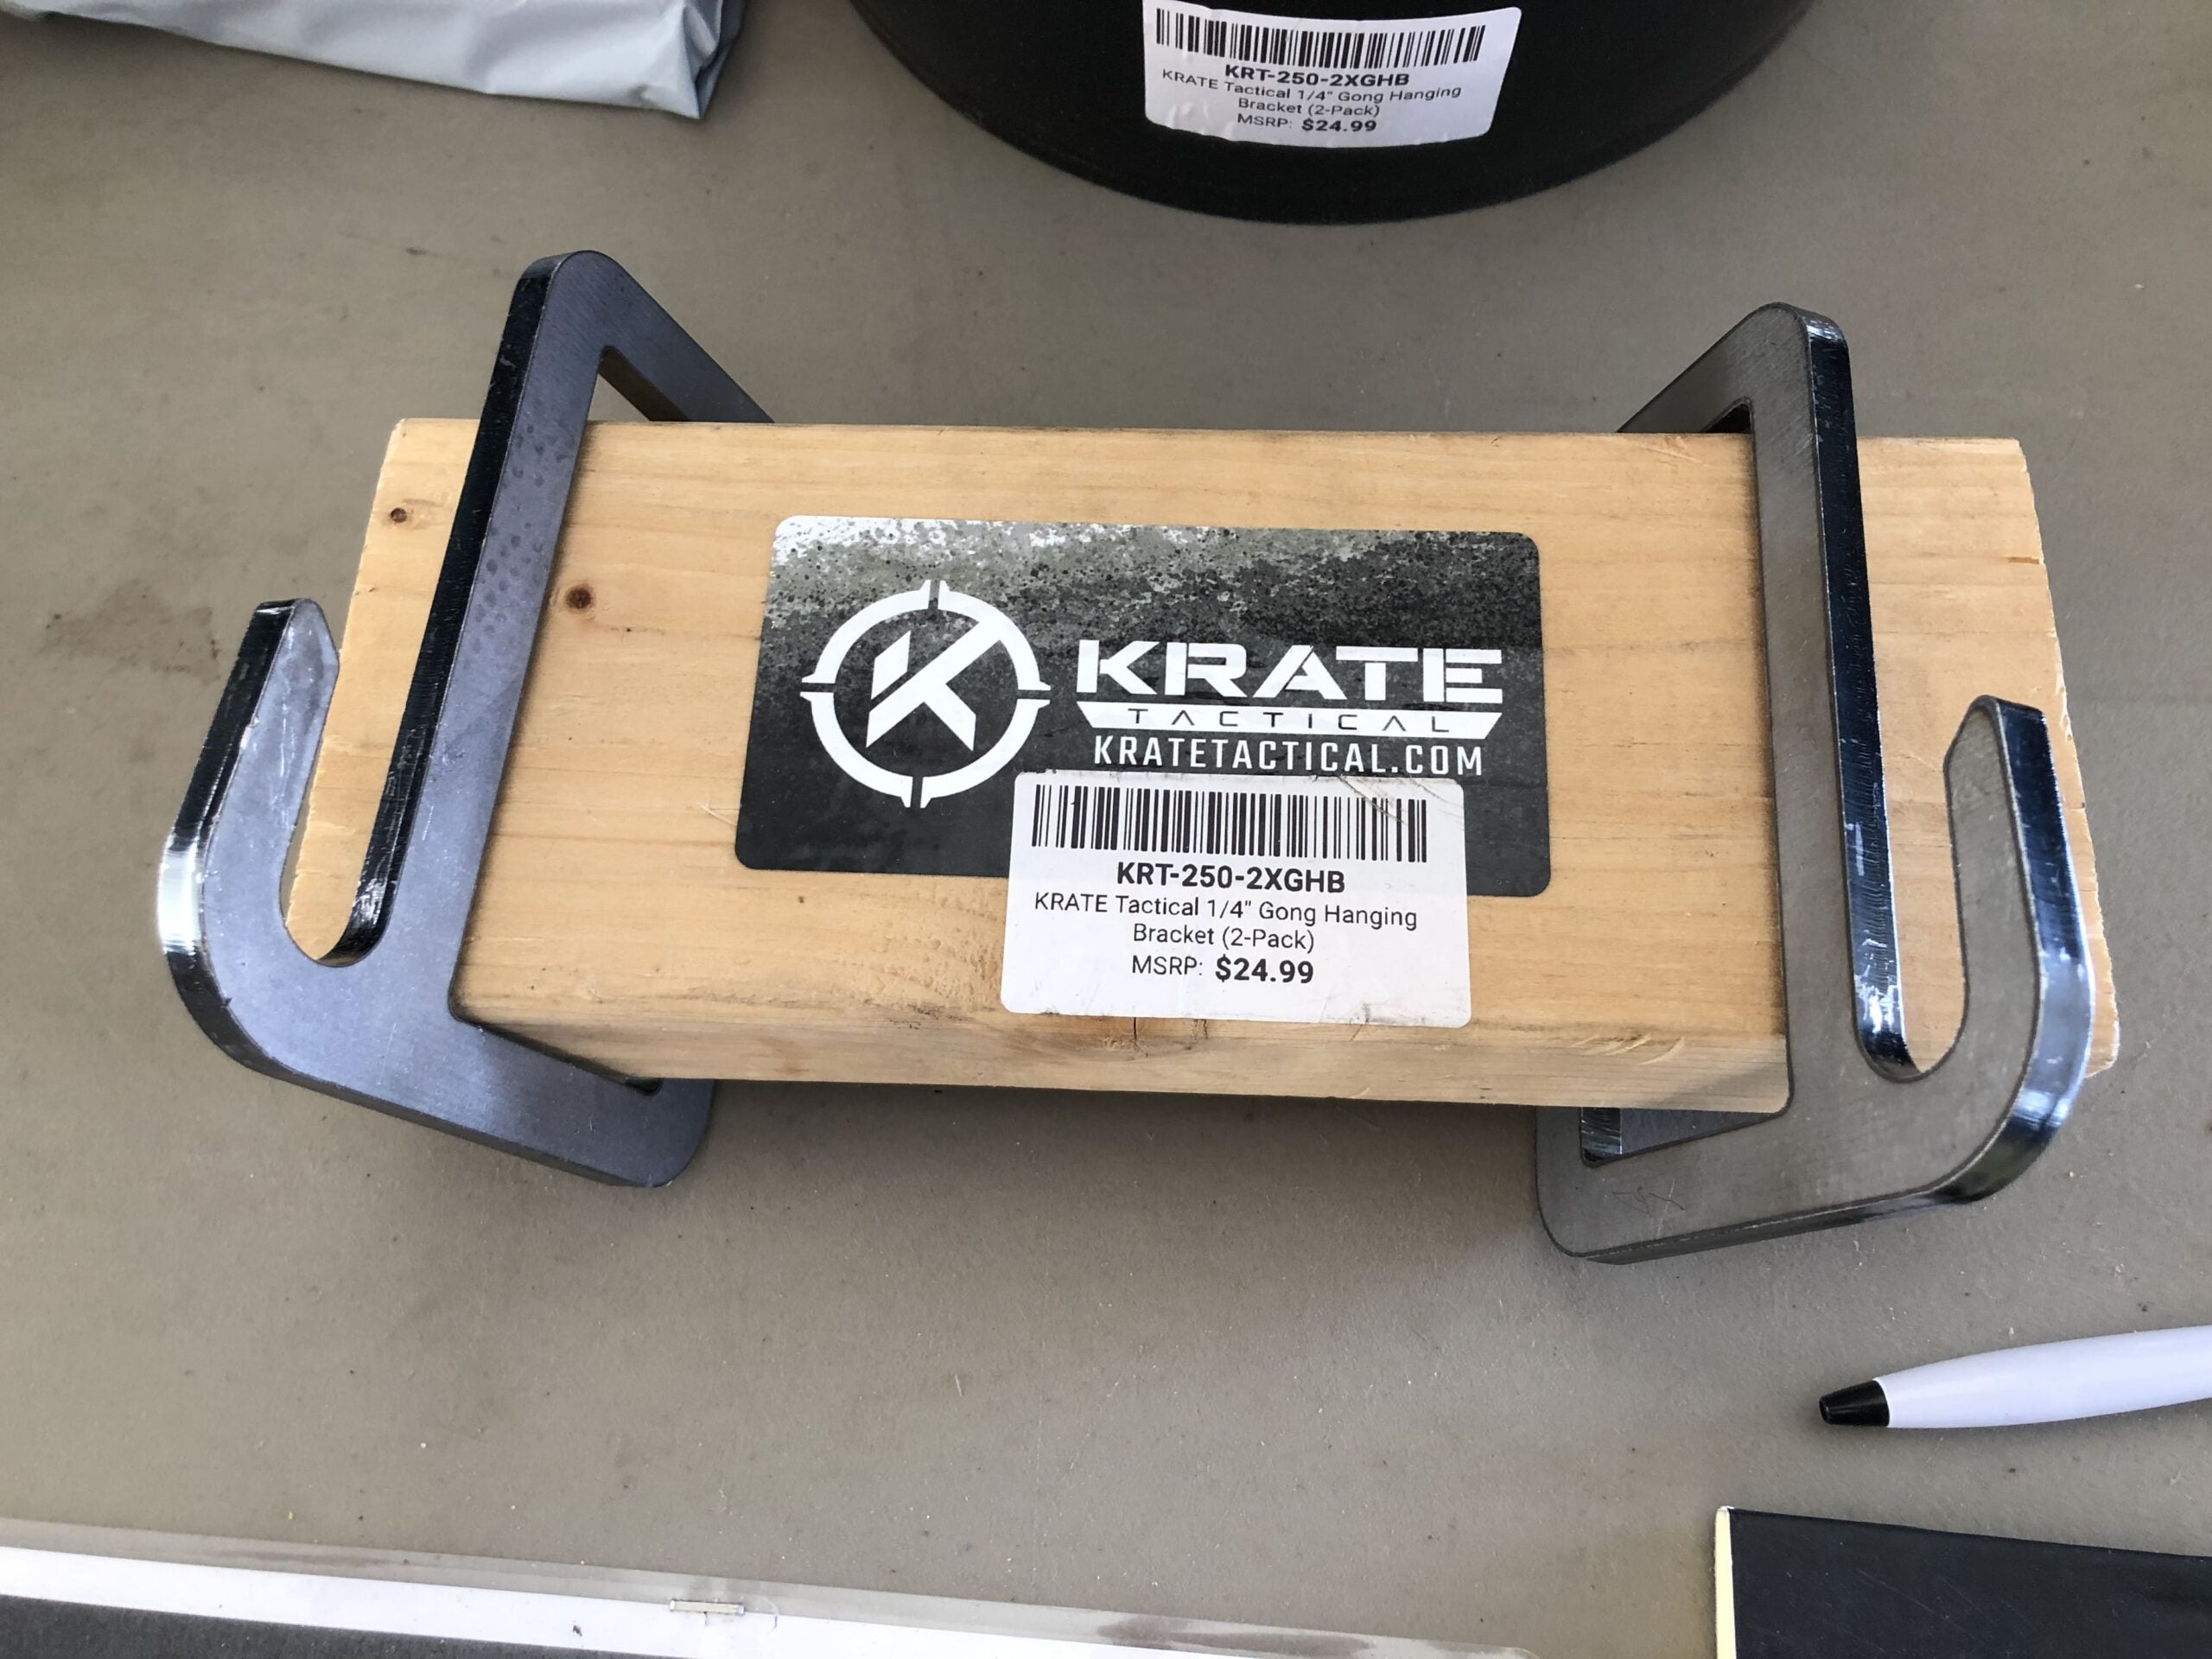 KRT-250-2XGHB
KRATE Tactical 1/4" Gong Hanging
Bracket (2-Pack)
MSRP: $24.99
K
KRATE
TACTICAL
KRATETACTICAL.COM
KRT-250-2XGHB
KRATE Tactical 1/4" Gong Hanging
Bracket (2-Pack)
MSRP: $24.99